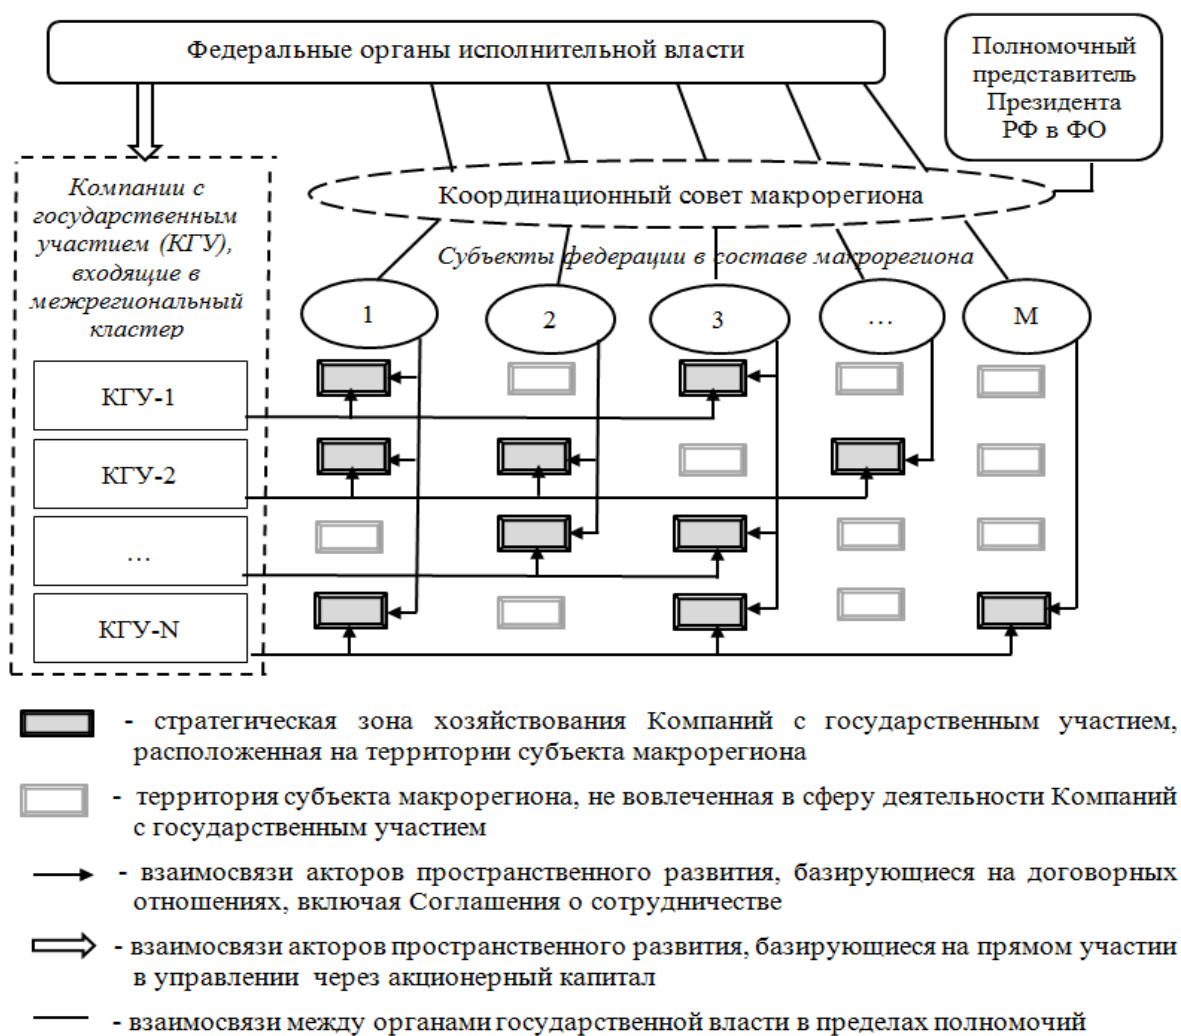 Федеральные органы исполнительной власти
Полномочный
представитель
Президента
РФ в ФО
Компании с
государственным
участием (КГУ),
входящие в
межрегиональный
кластер
Координационный совет макрорегиона
Субъекты федерации в составе макрорегиона
1
2
3
...
М
КГУ-1
КГУ-2
...
КГУ-N
- стратегическая зона хозяйствования Компаний с государственным участием,
расположенная на территории субъекта макрорегиона
- территория субъекта макрорегиона, не вовлеченная в сферу деятельности Компаний
с государственным участием
- взаимосвязи акторов пространственного развития, базирующиеся на договорных
отношениях, включая Соглашения о сотрудничестве
- взаимосвязи акторов пространственного развития, базирующиеся на прямом участии
в управлении через акционерный капитал
- взаимосвязи между органами государственной власти в пределах полномочий